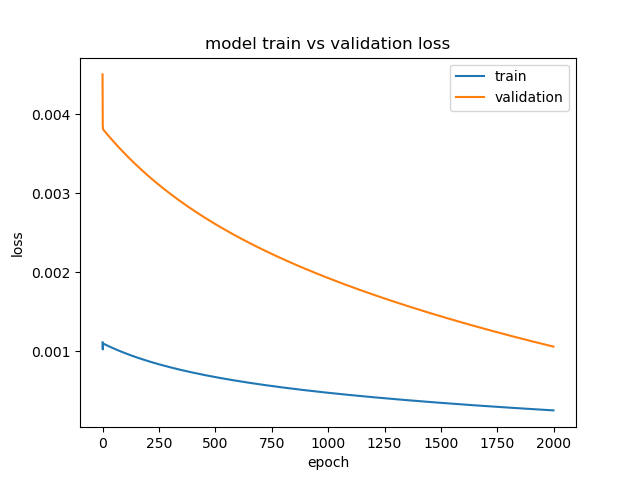 model train vs validation loss
train
validation
0.004
0.003
0.002
0.001
loss
0 250 500 750 1000 1250 1500 1750 2000
epoch